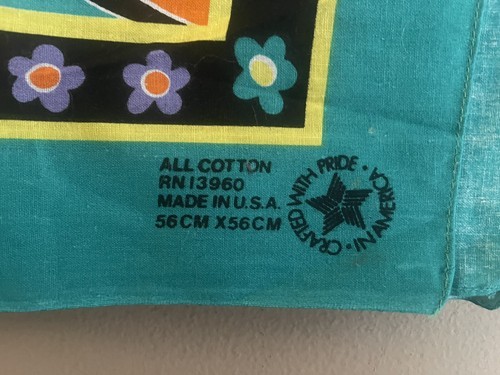 ALL COTTON
RN13960
MADE IN U.S.A.
56CM X56CM
CRAFTED WITH PRIDE • IN AMERICA •